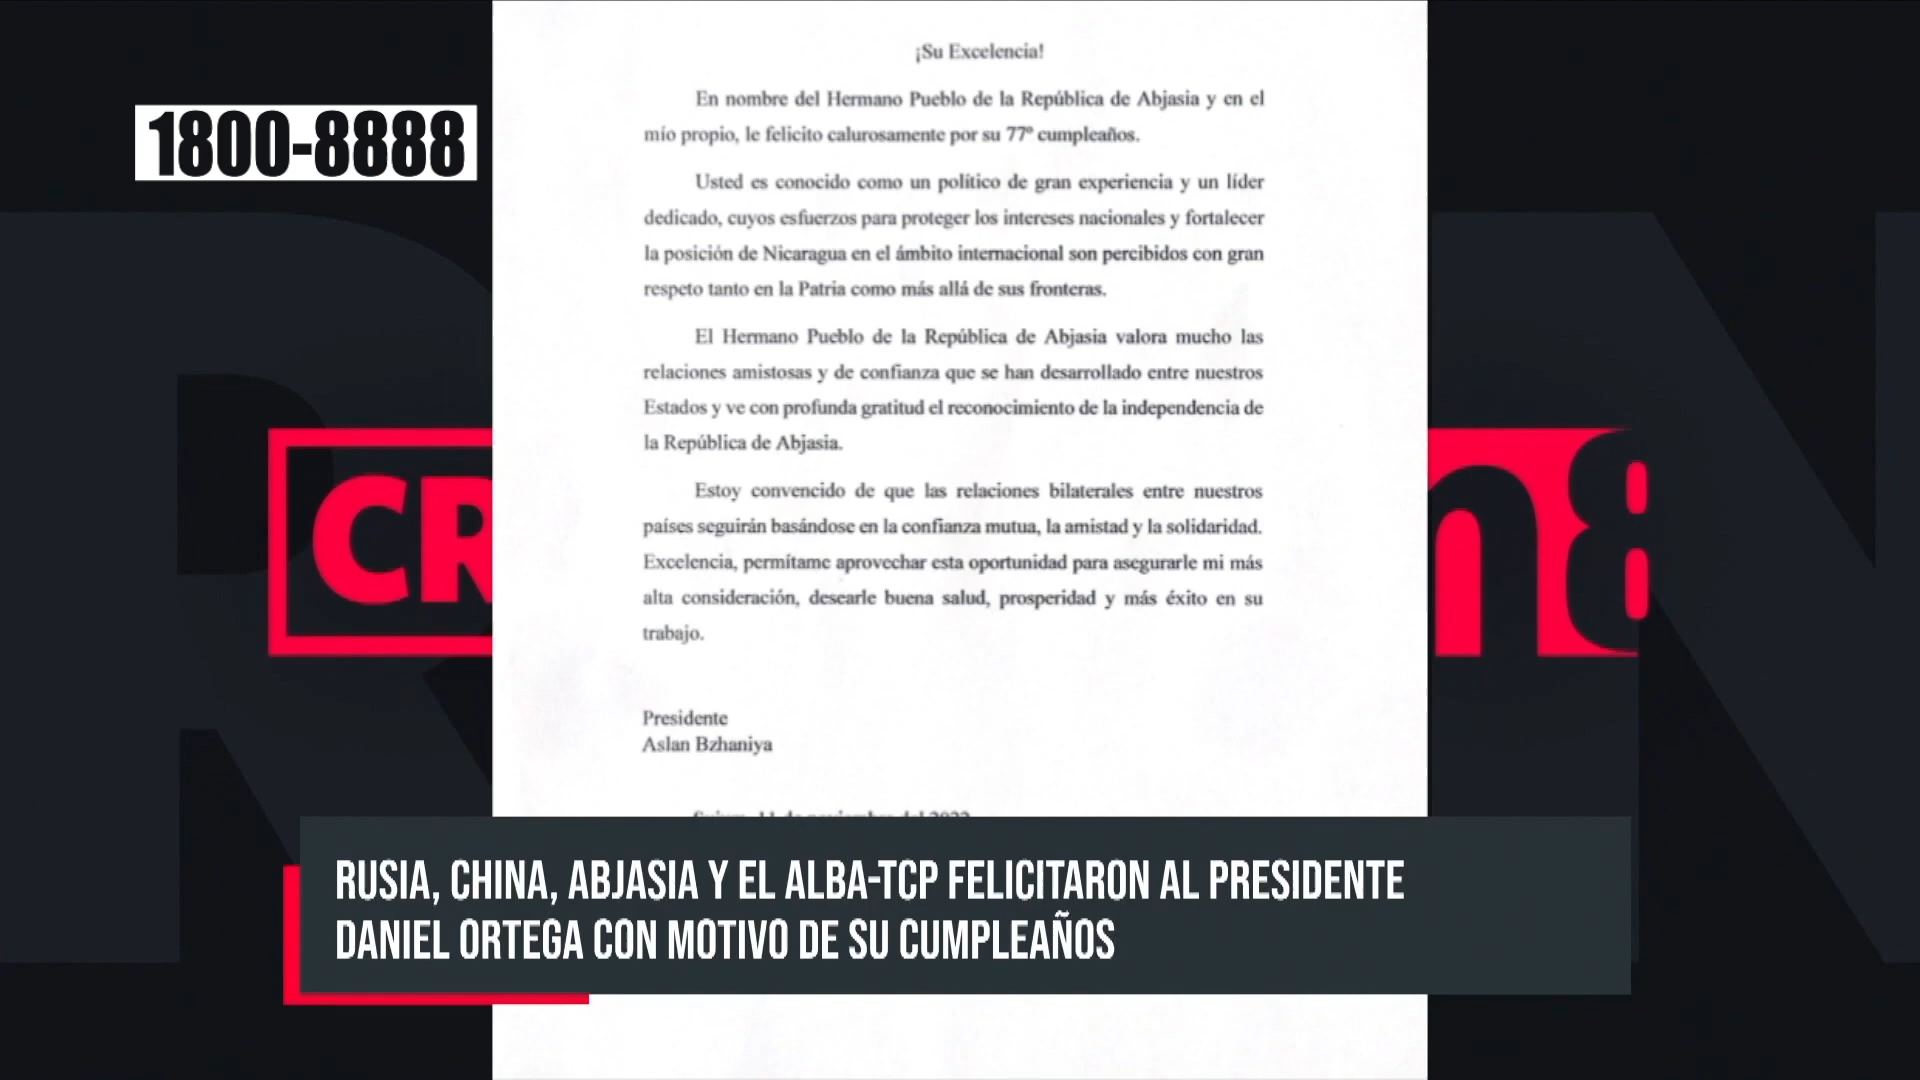 1800-8888
¡Su Excelencia!
En nombre del Hermano Pueblo de la República de Abjasia y en el
mío propio, le felicito calurosamente por su 77º cumpleaños.
Usted es conocido como un político de gran experiencia y un líder
dedicado, cuyos esfuerzos para proteger los intereses nacionales y fortalecer
la posición de Nicaragua en el ámbito internacional son percibidos con gran
respeto tanto en la Patria como más allá de sus fronteras.
El Hermano Pueblo de la República de Abjasia valora mucho las
relaciones amistosas y de confianza que se han desarrollado entre nuestros
Estados y ve con profunda gratitud el reconocimiento de la independencia de
la República de Abjasia.
Estoy convencido de que las relaciones bilaterales entre nuestros
países seguirán basándose en la confianza mutua, la amistad y la solidaridad.
Excelencia, permítame aprovechar esta oportunidad para asegurarle mi más
alta consideración, desearle buena salud, prosperidad y más éxito en su
trabajo.
Presidente
Aslan Bzhaniya
CR
n8
RUSIA, CHINA, ABJASIA Y EL ALBA-TCP FELICITARON AL PRESIDENTE
DANIEL ORTEGA CON MOTIVO DE SU CUMPLEAÑOS